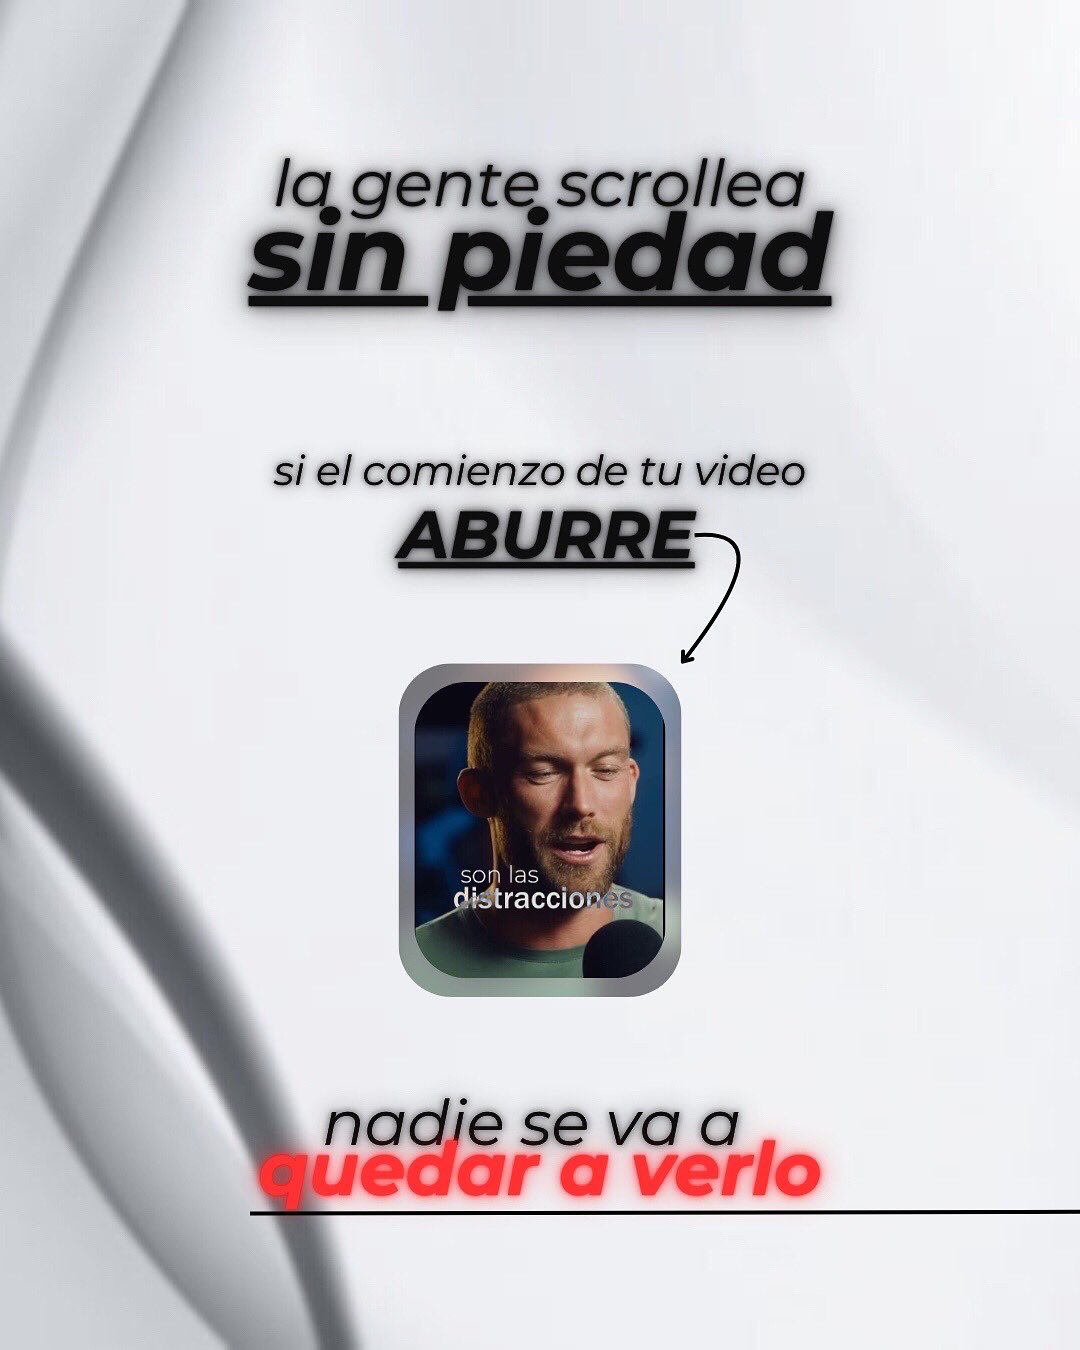 la gente scrollea
sin piedad
si el comienzo de tu video
ABURRE
son las
distracciones
nadie se va a
quedar a verlo